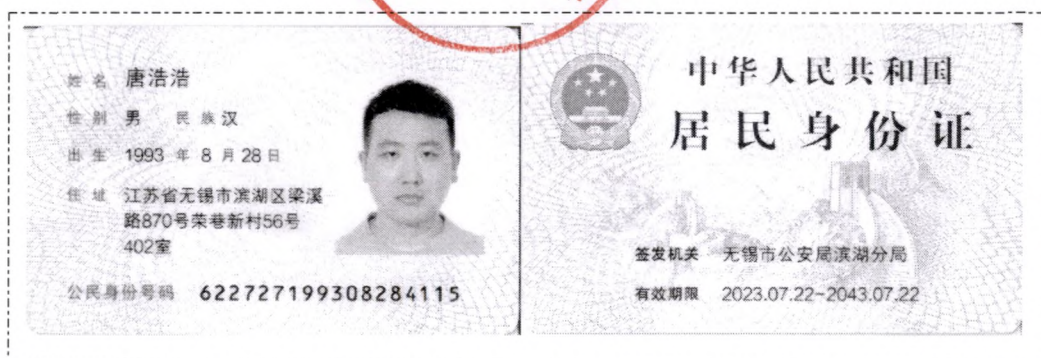 姓名 唐浩浩
性别 男 民族 汉
出生 1993 年 8 月 28 日
住址 江苏省无锡市滨湖区梁溪
路870号荣巷新村56号
402室
公民身份号码 622727199308284115
中华人民共和国
居民身份证
签发机关 无锡市公安局滨湖分局
有效期限 2023.07.22-2043.07.22